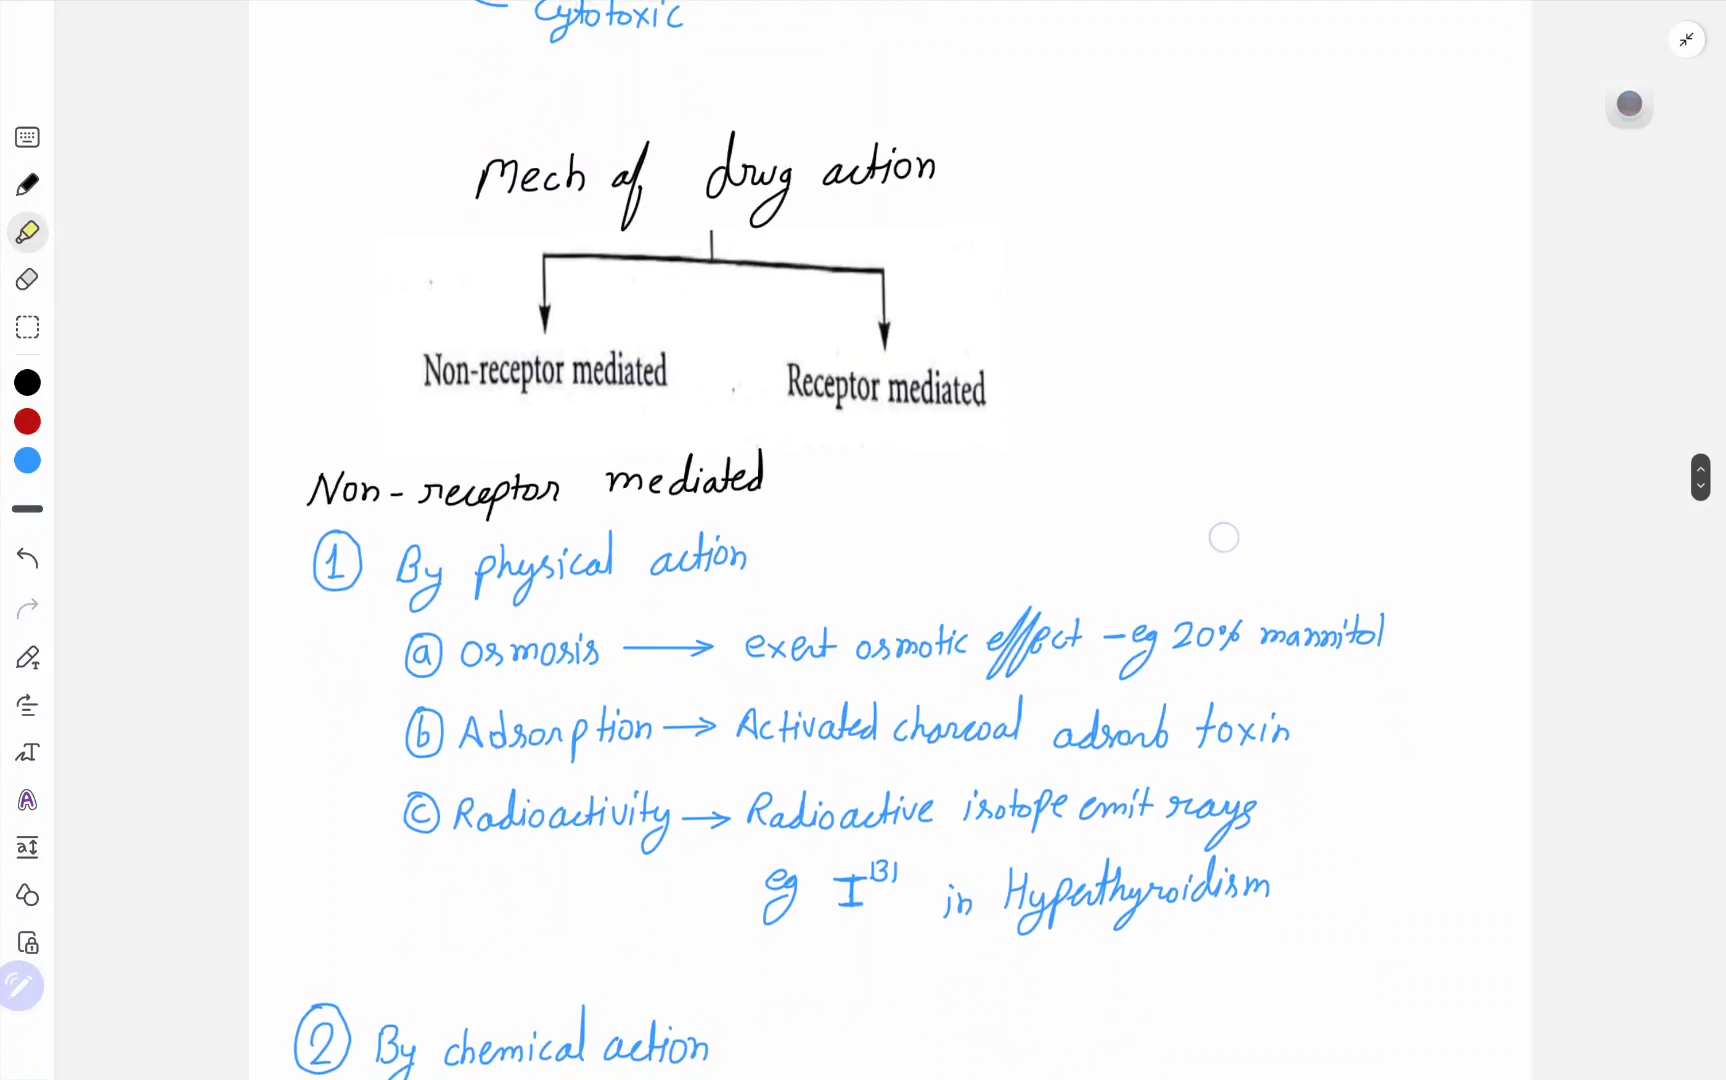 Cytotoxic
Mech of drug action
Non-receptor mediated
Receptor mediated
Non-receptor mediated
1 By physical action
a Osmosis → exert osmotic effect - eg 20% mannitol
b Adsorption → Activated charcoal adsorb toxin
c Radioactivity → Radioactive isotope emit rays
eg I¹³¹ in Hyperthyroidism
2 By chemical action